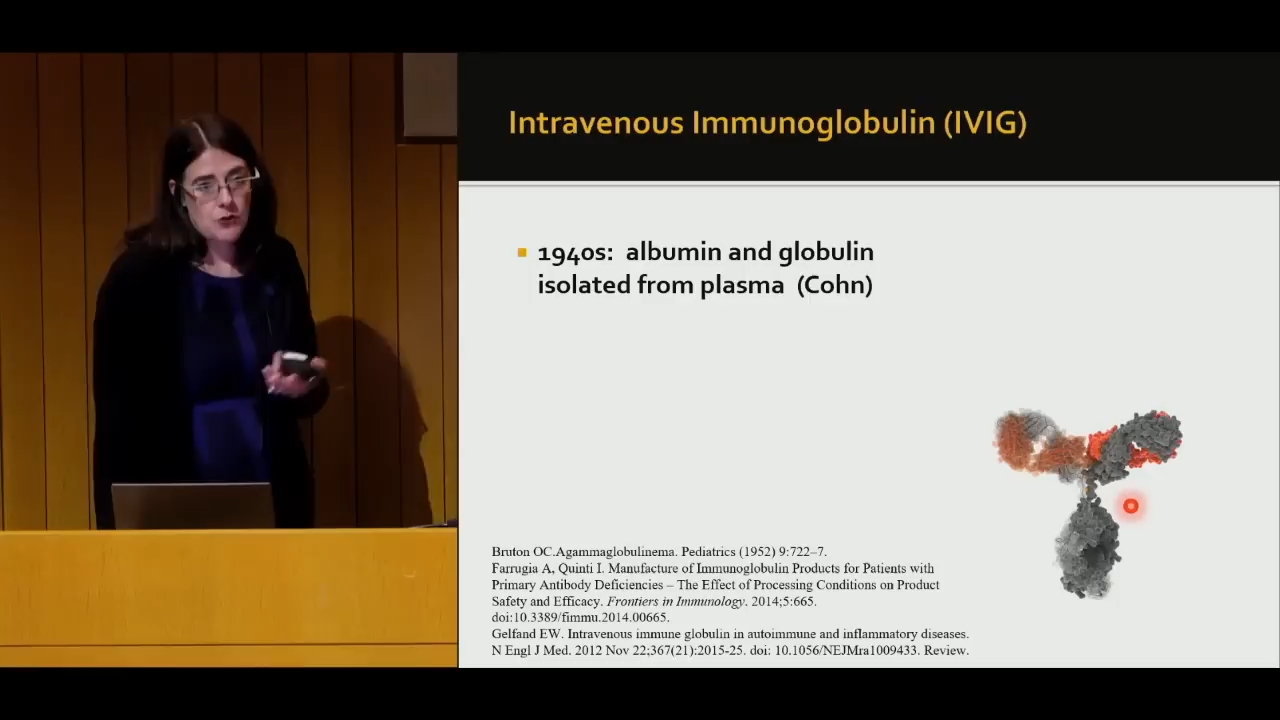 Intravenous Immunoglobulin (IVIG)
1940s: albumin and globulin
isolated from plasma (Cohn)
Bruton OC.Agammaglobulinema. Pediatrics (1952) 9:722–7.
Farrugia A, Quinti I. Manufacture of Immunoglobulin Products for Patients with
Primary Antibody Deficiencies – The Effect of Processing Conditions on Product
Safety and Efficacy. Frontiers in Immunology. 2014;5:665.
doi:10.3389/fimmu.2014.00665.
Gelfand EW. Intravenous immune globulin in autoimmune and inflammatory diseases.
N Engl J Med. 2012 Nov 22;367(21):2015-25. doi: 10.1056/NEJMra1009433. Review.